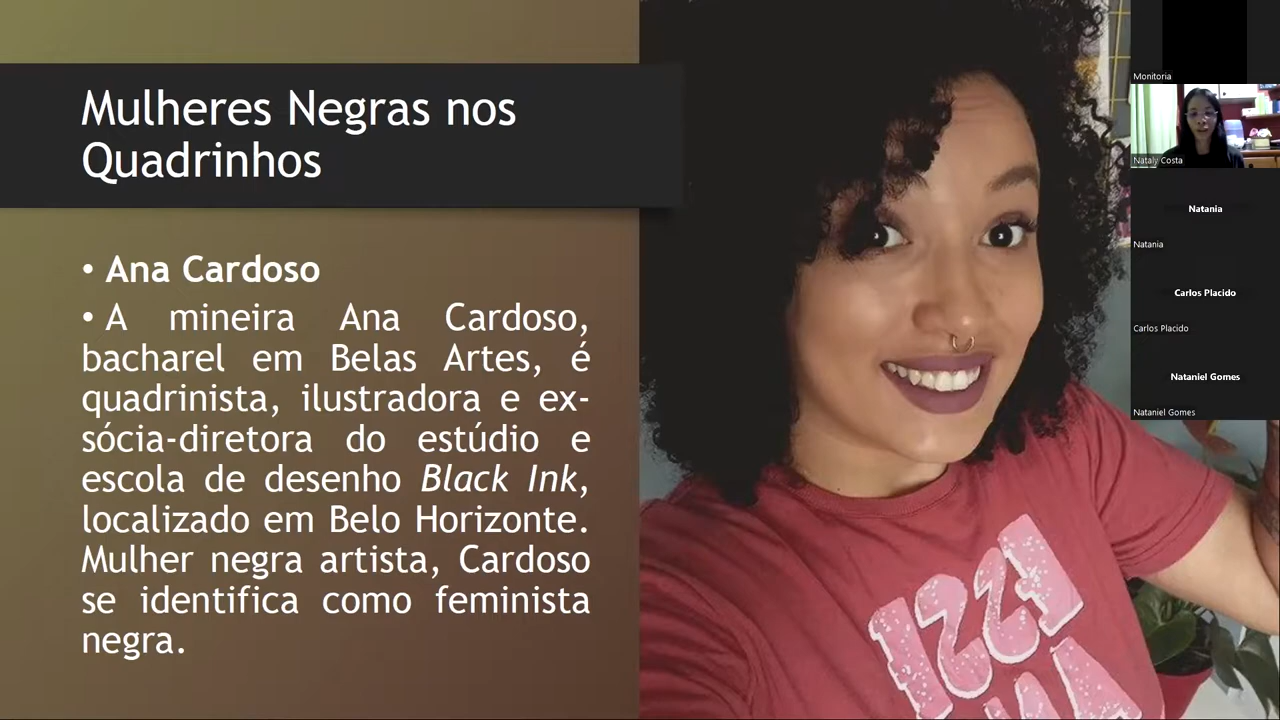 Mulheres Negras nos
Quadrinhos
• Ana Cardoso
• A mineira Ana Cardoso,
bacharel em Belas Artes, é
quadrinista, ilustradora e ex-
sócia-diretora do estúdio e
escola de desenho Black Ink,
localizado em Belo Horizonte.
Mulher negra artista, Cardoso
se identifica como feminista
negra.
Monitoria
Nataly Costa
Natania
Natania
Carlos Placido
Carlos Placido
Nataniel Gomes
Nataniel Gomes